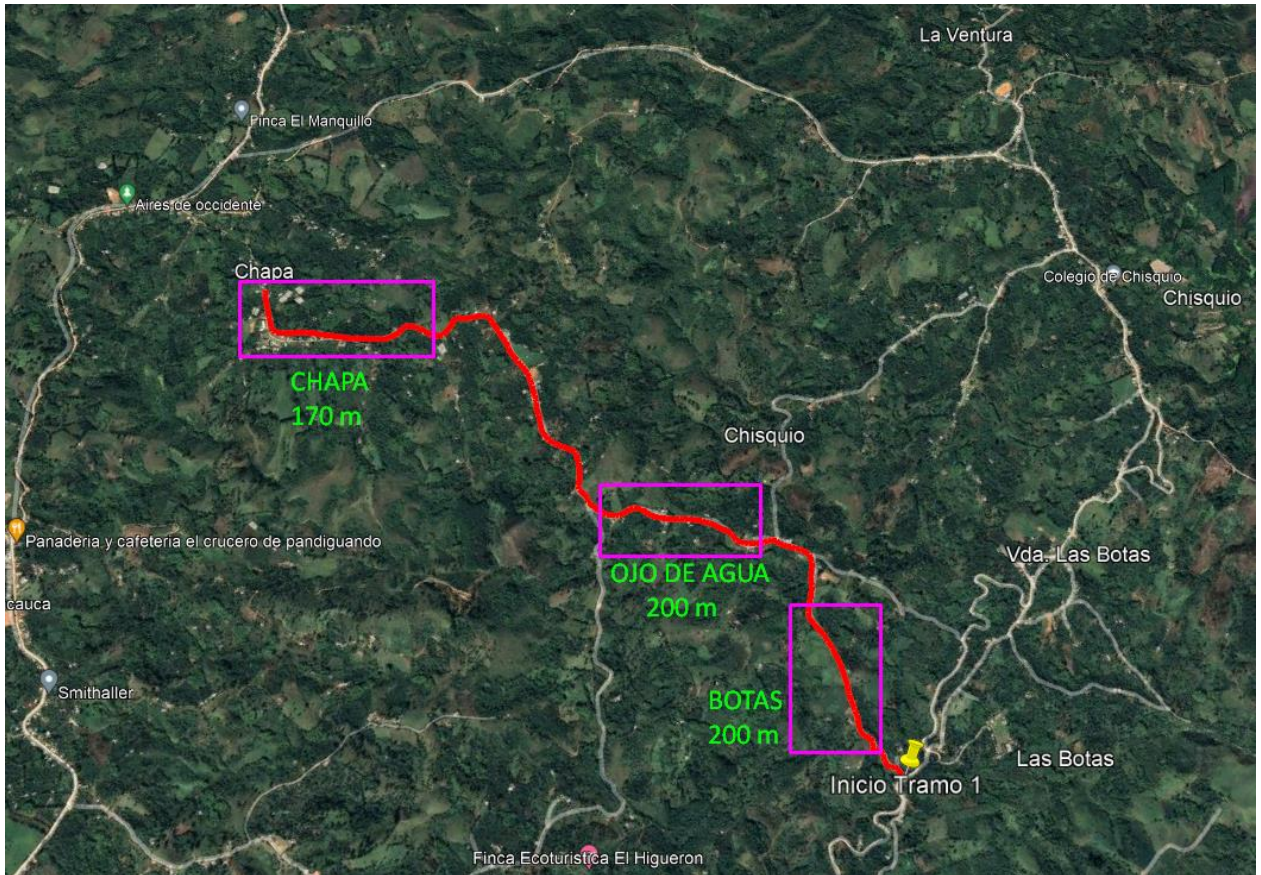 La Ventura
Finca El Manquillo
Aires de occidente
Colegio de Chisquio
Chisquio
Chapa
CHAPA
170 m
Chisquio
Panaderia y cafeteria el crucero de pandiguando
OJO DE AGUA
200 m
Vda. Las Botas
cauca
Smithaller
BOTAS
200 m
Las Botas
Inicio Tramo 1
Finca Ecoturistica El Higueron